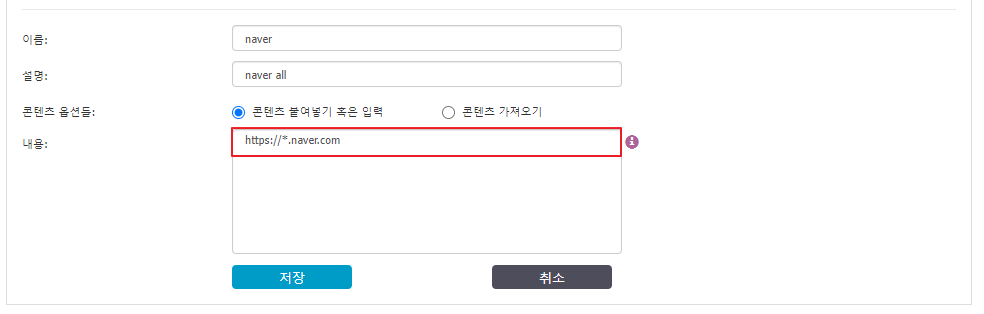 이름: naver
설명: naver all
콘텐츠 옵션들: 콘텐츠 붙여넣기 혹은 입력 콘텐츠 가져오기
내용: https://*.naver.com
저장 취소